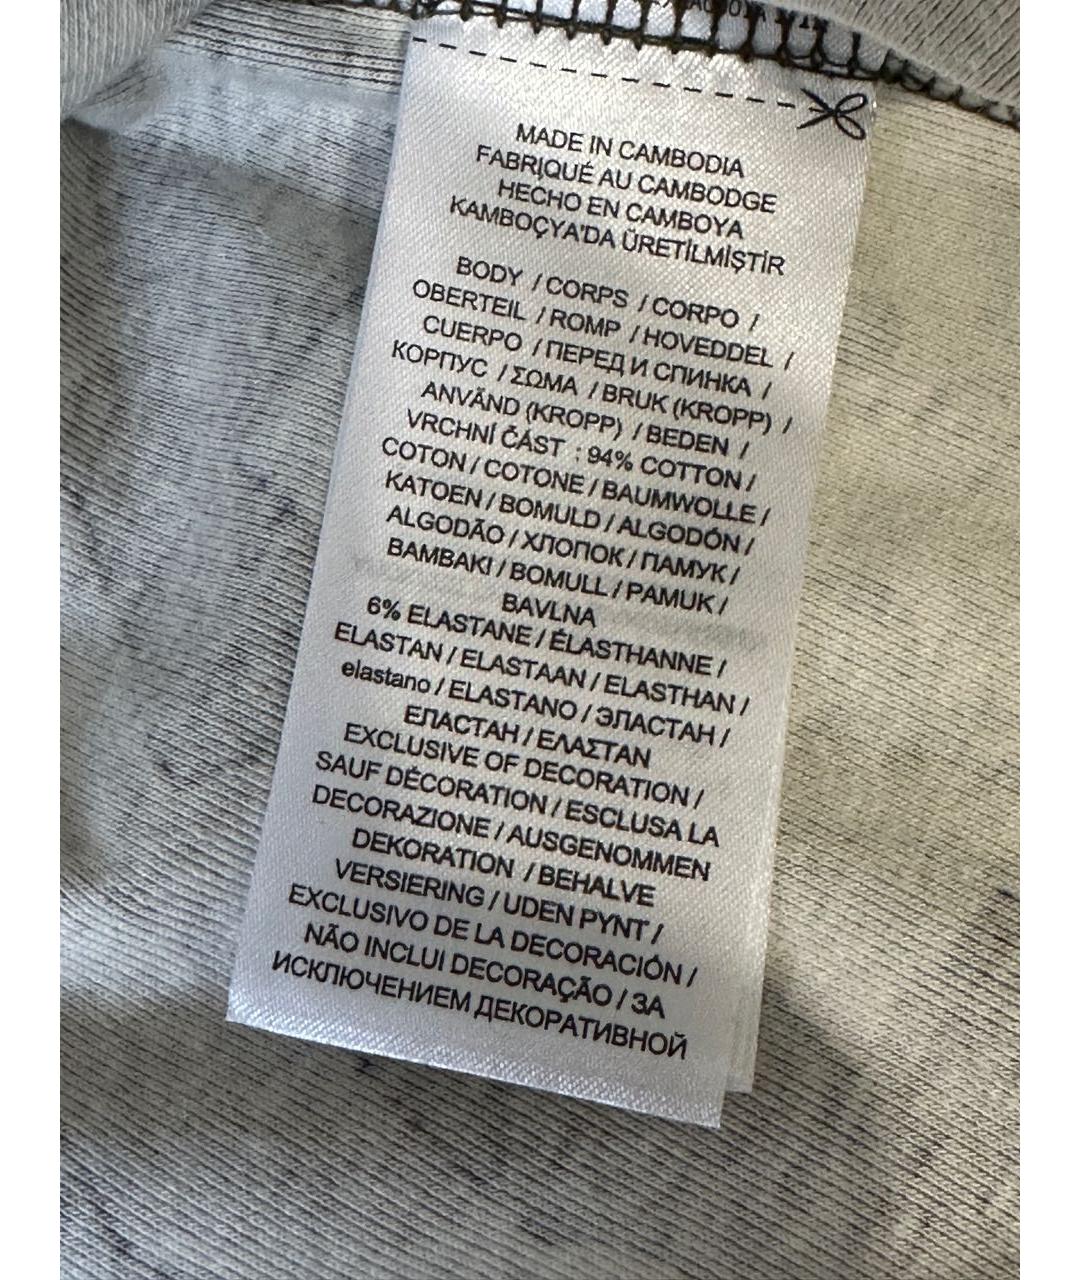 MADE IN CAMBODIA
FABRIQUÉ AU CAMBODGE
HECHO EN CAMBOYA
KAMBOÇYA'DA ÜRETİLMİŞTİR
BODY / CORPS / CORPO /
OBERTEIL / ROMP / HOVEDDEL /
CUERPO / ПЕРЕД И СПИНКА /
КОРПУС / ΣΩΜΑ / BRUK (KROPP) /
ANVÄND (KROPP) / BEDEN /
VRCHNÍ ČÁST : 94% COTTON /
COTON / COTONE / BAUMWOLLE /
KATOEN / BOMULD / ALGODÓN /
ALGODÃO / ХЛОПОК / ПАМУК /
BAMBAKI / BOMULL / PAMUK /
BAVLNA
6% ELASTANE / ÉLASTHANNE /
ELASTAN / ELASTAAN / ELASTHAN /
elastano / ELASTANO / ЭЛАСТАН /
ЕЛАСТАН / ΕΛΑΣΤΑΝ
EXCLUSIVE OF DECORATION /
SAUF DÉCORATION / ESCLUSA LA
DECORAZIONE / AUSGENOMMEN
DEKORATION / BEHALVE
VERSIERING / UDEN PYNT /
EXCLUSIVO DE LA DECORACIÓN /
NÃO INCLUI DECORAÇÃO / ЗА
ИСКЛЮЧЕНИЕМ ДЕКОРАТИВНОЙ